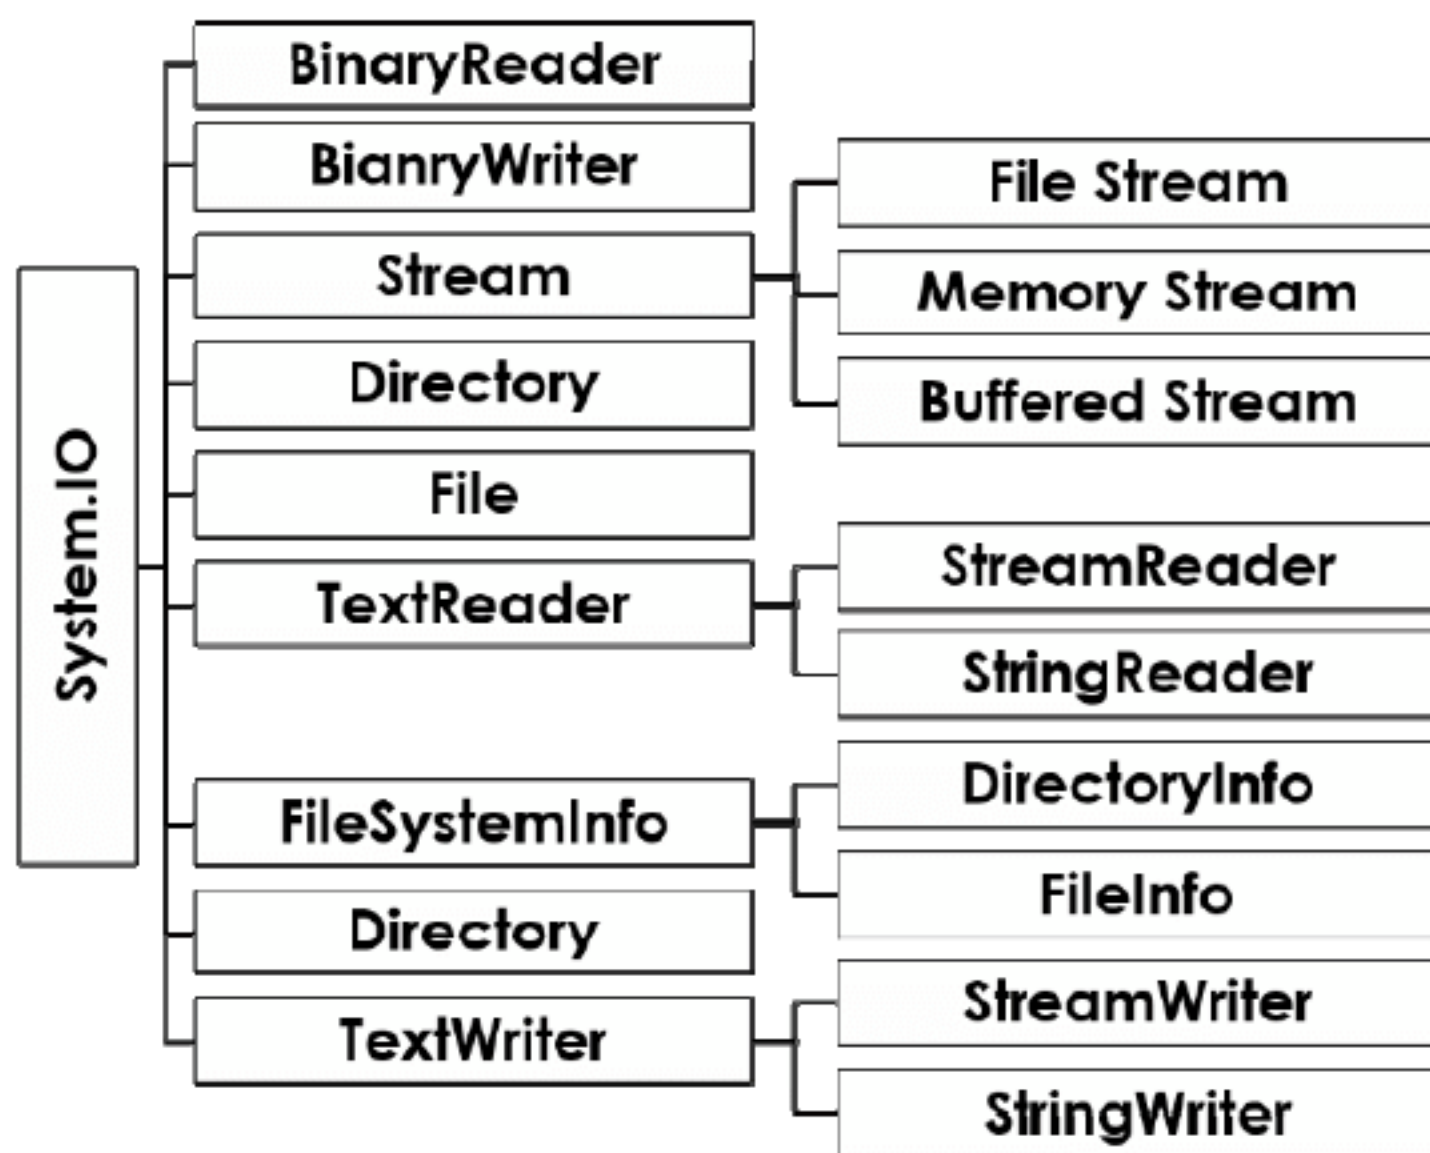 System.IO
BinaryReader
BianryWriter
Stream
File Stream
Memory Stream
Buffered Stream
Directory
File
TextReader
StreamReader
StringReader
FileSystemInfo
DirectoryInfo
FileInfo
Directory
TextWriter
StreamWriter
StringWriter